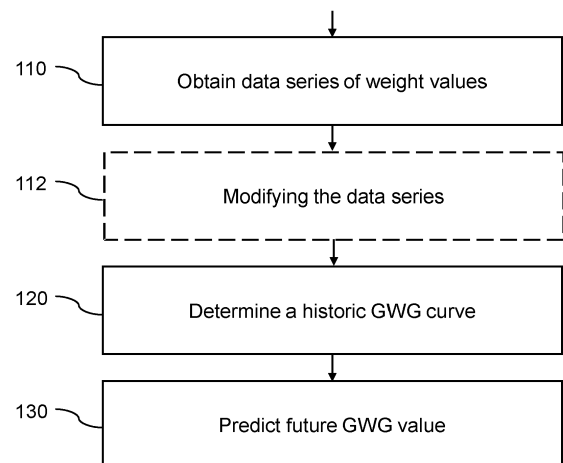 110
Obtain data series of weight values
112
Modifying the data series
120
Determine a historic GWG curve
130
Predict future GWG value